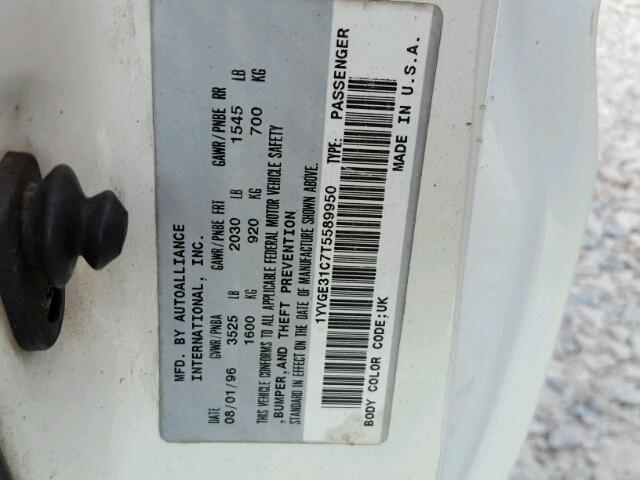 MFD. BY AUTOALLIANCE
INTERNATIONAL, INC.
DATE GVWR/PNBA GAWR/PNBE FRT GAWR/PNBE RR
08/01/96 3525 LB 2030 LB 1545 LB
1600 KG 920 KG 700 KG
THIS VEHICLE CONFORMS TO ALL APPLICABLE FEDERAL MOTOR VEHICLE SAFETY
, BUMPER, AND THEFT PREVENTION
STANDARD IN EFFECT ON THE DATE OF MANUFACTURE SHOWN ABOVE.
1YVGE31C7T5589950 TYPE: PASSENGER
BODY COLOR CODE;UK MADE IN U.S.A.